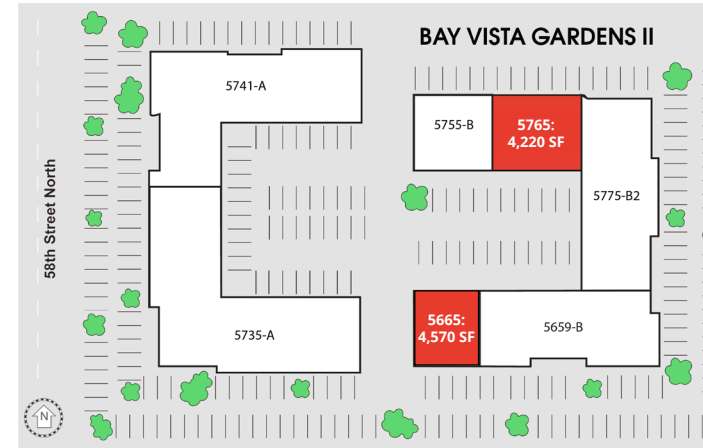 BAY VISTA GARDENS II
5741-A
5755-B
5765:
4,220 SF
5775-B2
58th Street North
5665:
4,570 SF
5659-B
5735-A
N